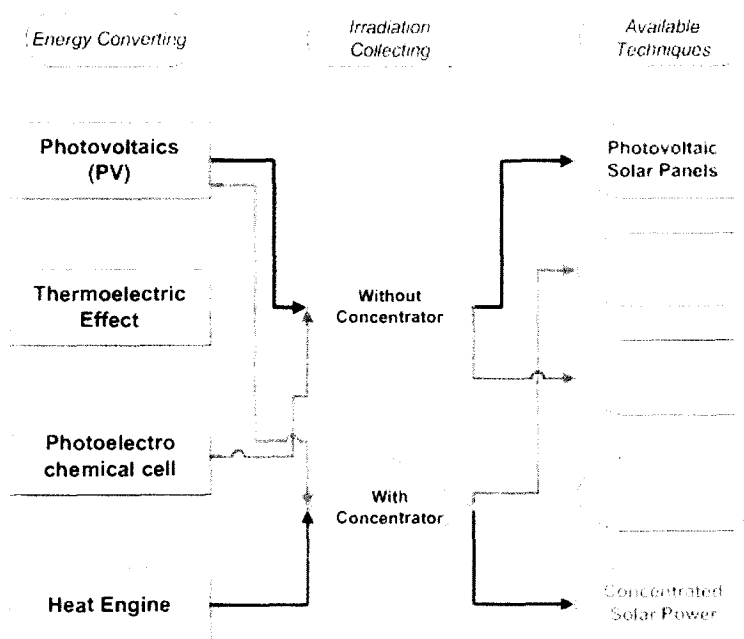 Energy Converting
Irradiation
Collecting
Available
Techniques
Photovoltaics
(PV)
Thermoelectric
Effect
Photoelectro
chemical cell
Heat Engine
Without
Concentrator
With
Concentrator
Photovoltaic
Solar Panels
Concentrated
Solar Power